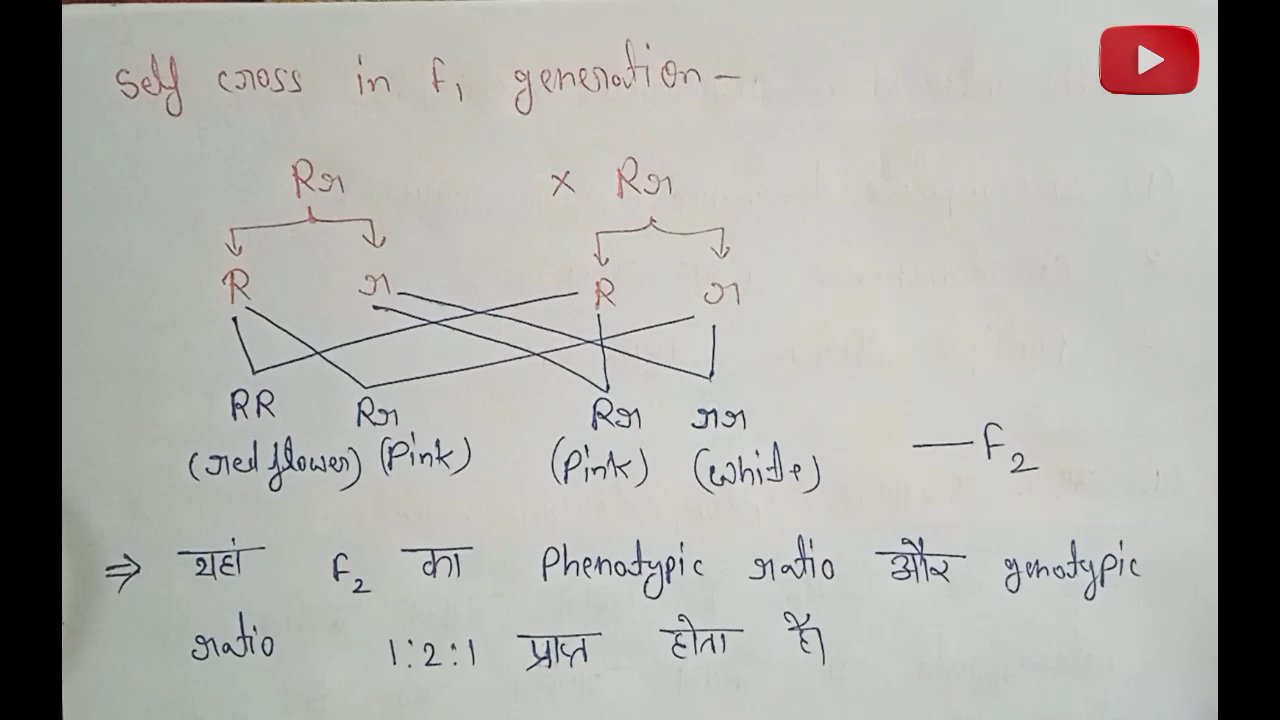 Self cross in F₁ generation –
Rr × Rr
R r R r
RR Rr Rr rr
(red flower) (Pink) (Pink) (white) — F₂
⇒ यहां F₂ का Phenotypic ratio और genotypic
ratio 1:2:1 प्राप्त होता है।